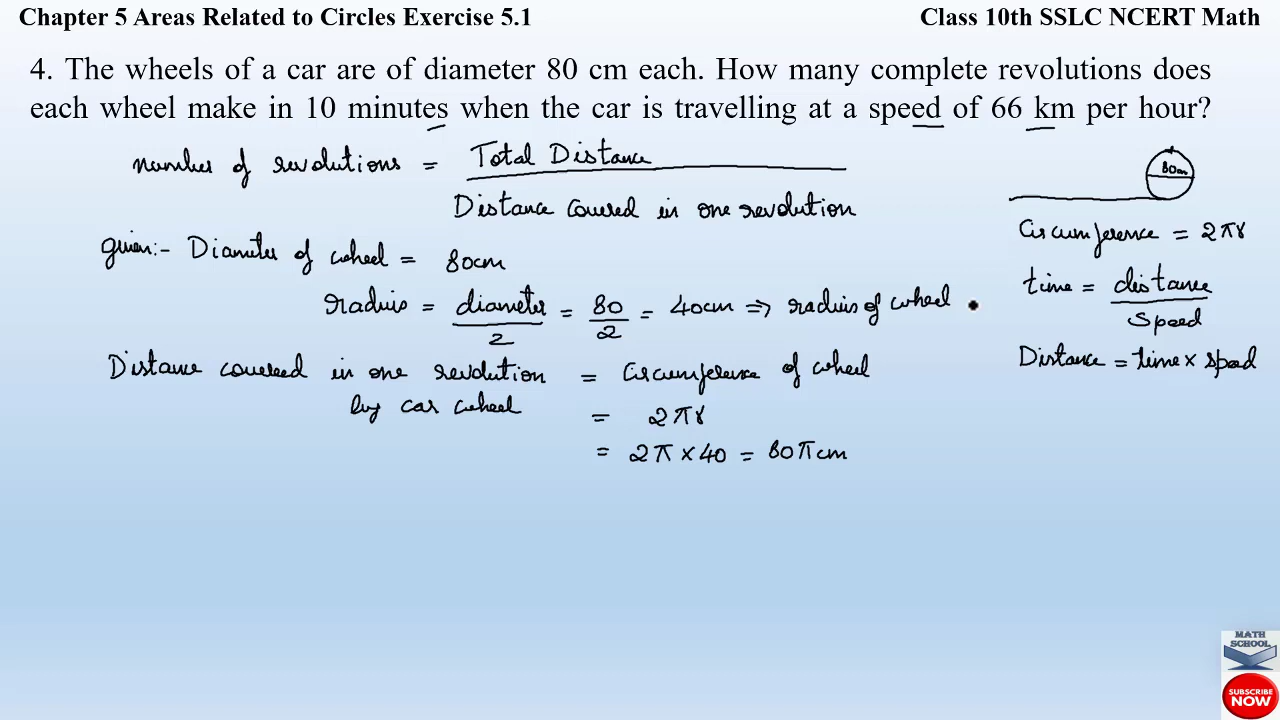 Chapter 5 Areas Related to Circles Exercise 5.1
Class 10th SSLC NCERT Math
4. The wheels of a car are of diameter 80 cm each. How many complete revolutions does
each wheel make in 10 minutes when the car is travelling at a speed of 66 km per hour?
number of revolutions = Total Distance
Distance covered in one revolution
80cm
Circumference = 2πr
given:- Diameter of wheel = 80cm
time = distance
speed
radius = diameter = 80 = 40cm ⇒ radius of wheel
2 2
Distance = time × speed
Distance covered in one revolution = Circumference of wheel
by car wheel = 2πr
= 2π × 40 = 80π cm
MATH
SCHOOL
SUBSCRIBE
NOW